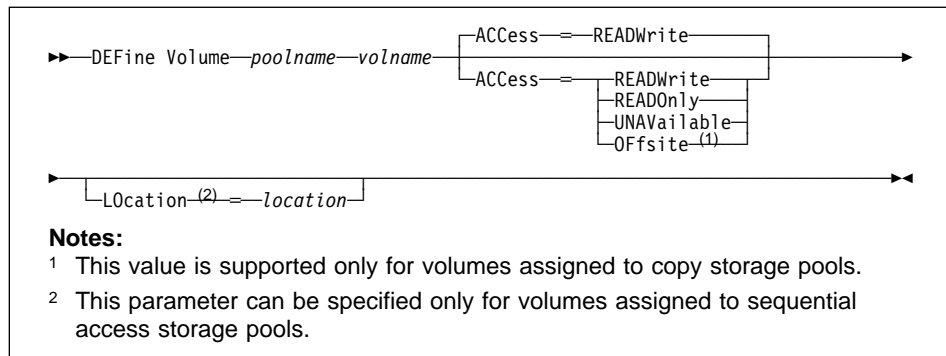 ACCess = READWrite
DEFine Volume poolname volname
ACCess = READWrite
READOnly
UNAVailable
OFfsite (1)
LOcation (2) = location
Notes:
1 This value is supported only for volumes assigned to copy storage pools.
2 This parameter can be specified only for volumes assigned to sequential
access storage pools.